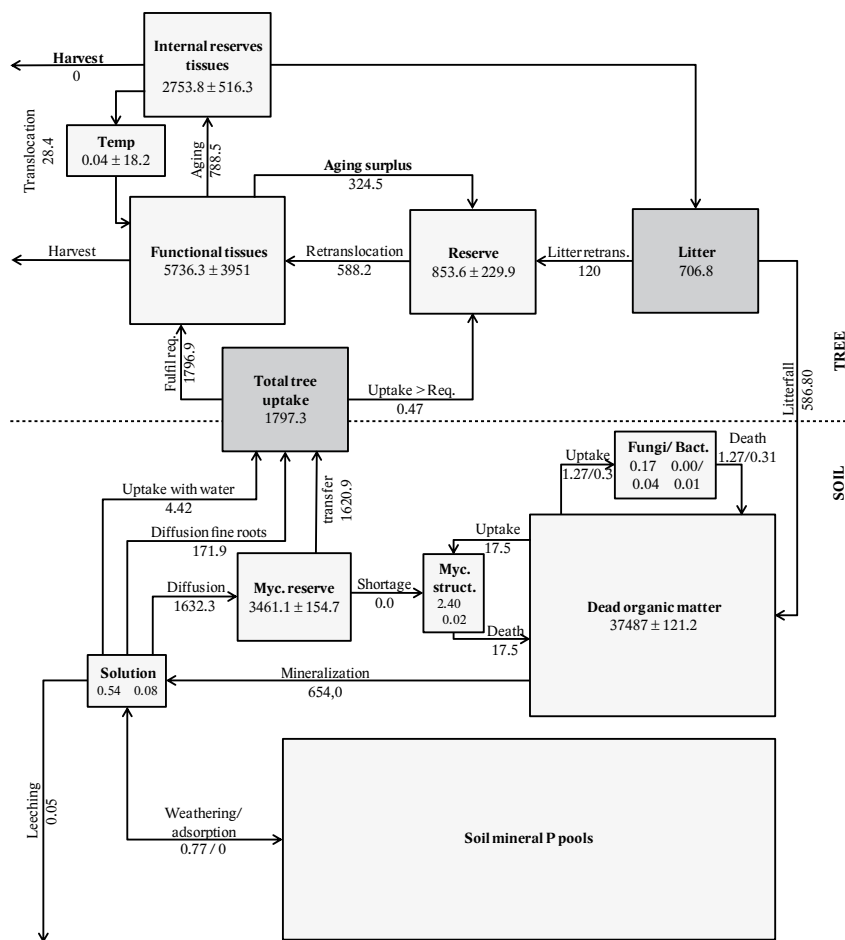 Internal reserves
tissues
2753.8 ± 516.3
Harvest
0
Translocation
28.4
Temp
0.04 ± 18.2
Aging
788.5
Aging surplus
324.5
Harvest
Functional tissues
5736.3 ± 3951
Retranslocation
588.2
Reserve
853.6 ± 229.9
Litter retrans.
120
Litter
706.8
Fulfil req.
1796.9
Total tree
uptake
1797.3
Uptake > Req.
0.47
Litterfall
586.80
TREE
SOIL
Uptake with water
4.42
Diffusion fine roots
171.9
transfer
1620.9
Diffusion
1632.3
Myc. reserve
3461.1 ± 154.7
Shortage
0.0
Myc.
struct.
2.40
0.02
Uptake
17.5
Death
17.5
Uptake
1.27/0.3
Fungi/ Bact.
0.17 0.00/
0.04 0.01
Death
1.27/0.31
Dead organic matter
37487 ± 121.2
Solution
0.54 0.08
Mineralization
654,0
Leeching
0.05
Weathering/
adsorption
0.77 / 0
Soil mineral P pools